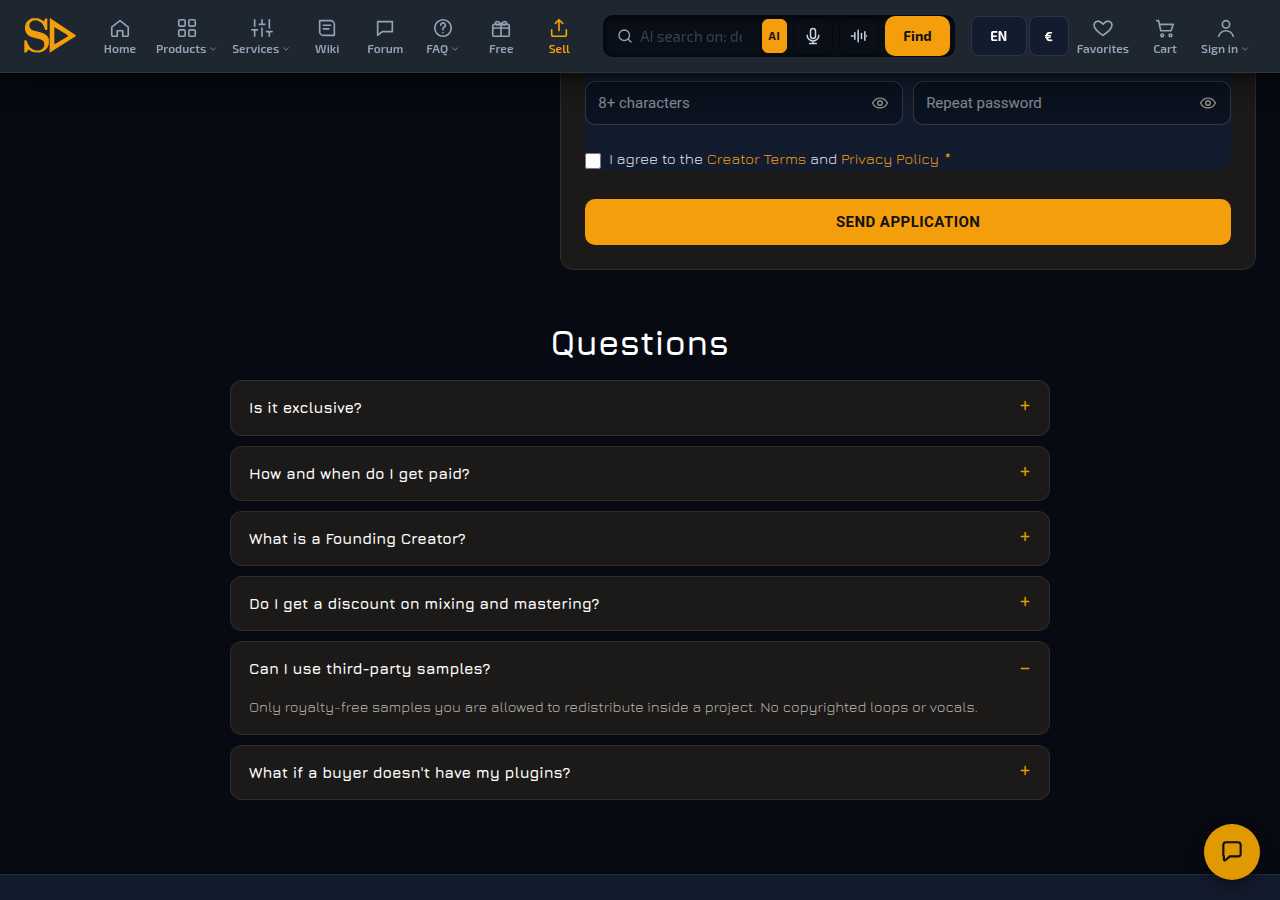 SD
Home
Products
Services
Wiki
Forum
FAQ
Free
Sell
AI search on:
AI
Find
EN
€
Favorites
Cart
Sign in
8+ characters
Repeat password
I agree to the Creator Terms and Privacy Policy *
SEND APPLICATION
Questions
Is it exclusive?
+
How and when do I get paid?
+
What is a Founding Creator?
+
Do I get a discount on mixing and mastering?
+
Can I use third-party samples?
−
Only royalty-free samples you are allowed to redistribute inside a project. No copyrighted loops or vocals.
What if a buyer doesn't have my plugins?
+